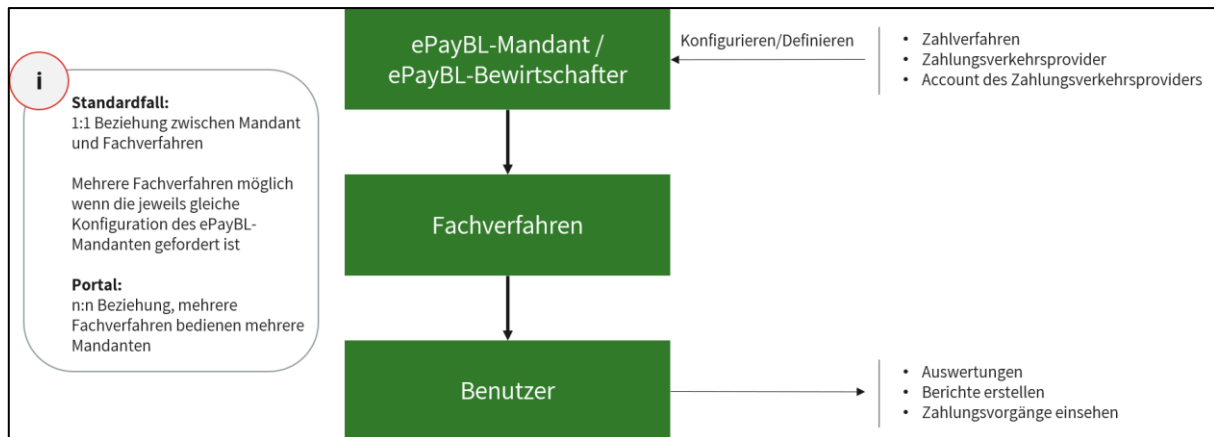 i
Standardfall:
1:1 Beziehung zwischen Mandant
und Fachverfahren
Mehrere Fachverfahren möglich
wenn die jeweils gleiche
Konfiguration des ePayBL-
Mandanten gefordert ist
Portal:
n:n Beziehung, mehrere
Fachverfahren bedienen mehrere
Mandanten
ePayBL-Mandant /
ePayBL-Bewirtschafter
Konfigurieren/Definieren
• Zahlverfahren
• Zahlungsverkehrsprovider
• Account des Zahlungsverkehrsproviders
Fachverfahren
Benutzer
• Auswertungen
• Berichte erstellen
• Zahlungsvorgänge einsehen